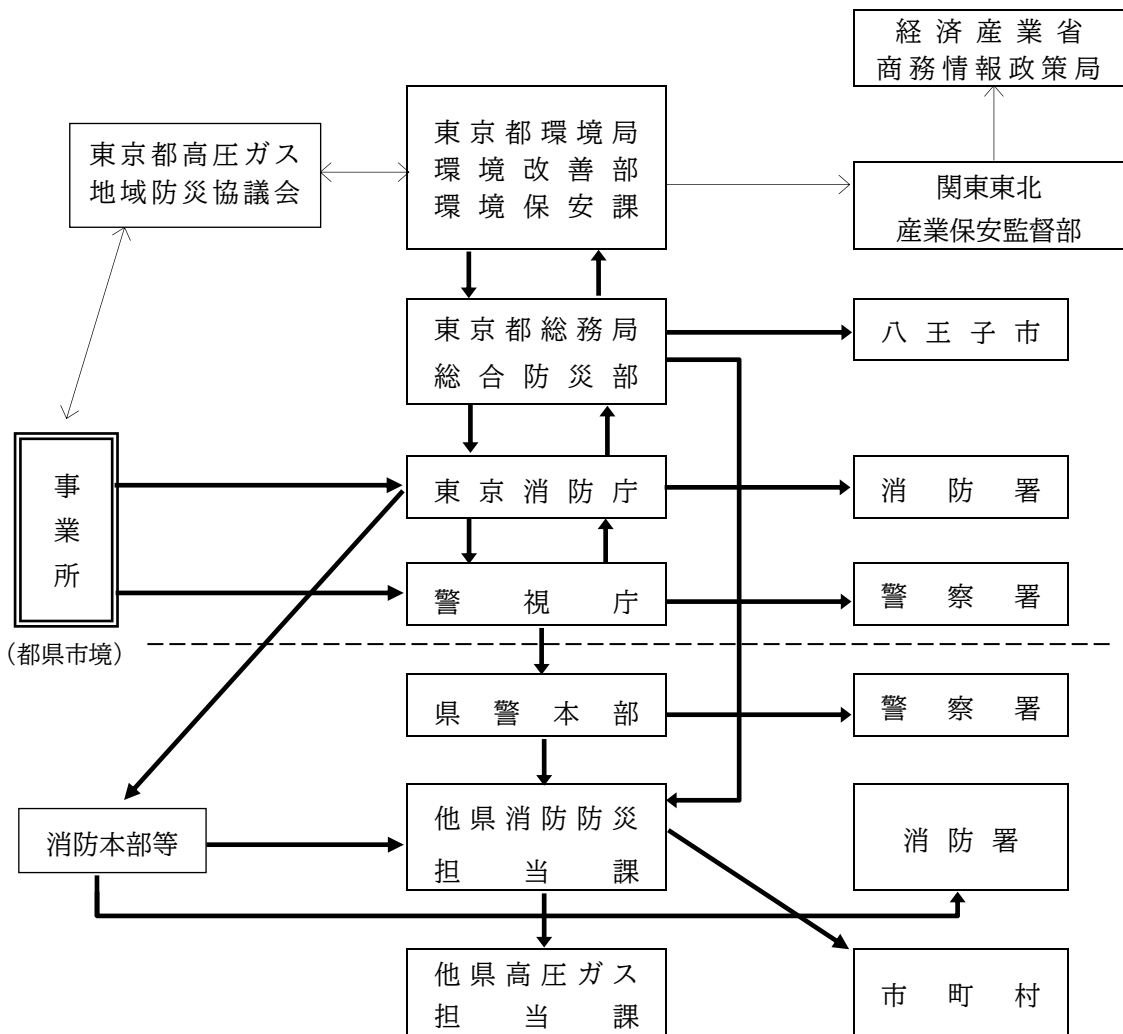 経済産業省
商務情報政策局
東京都高圧ガス
地域防災協議会
東京都環境局
環境改善部
環境保安課
関東東北
産業保安監督部
東京都総務局
総合防災部
八王子市
事業所
東京消防庁
消防署
警視庁
警察署
(都県市境)
県警本部
警察署
消防本部等
他県消防防災
担当課
消防署
他県高圧ガス
担当課
市町村